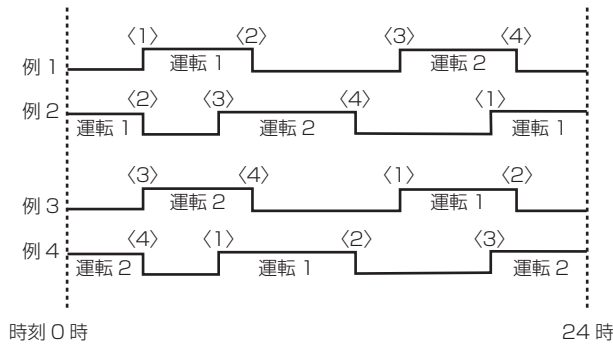 〈1〉 〈2〉 〈3〉 〈4〉
例 1 運転 1 運転 2
例 2 〈2〉 〈3〉 〈4〉 〈1〉
運転 1 運転 2 運転 1
〈3〉 〈4〉 〈1〉 〈2〉
例 3 運転 2 運転 1
例 4 〈4〉 〈1〉 〈2〉 〈3〉
運転 2 運転 1 運転 2
時刻 0 時 24 時